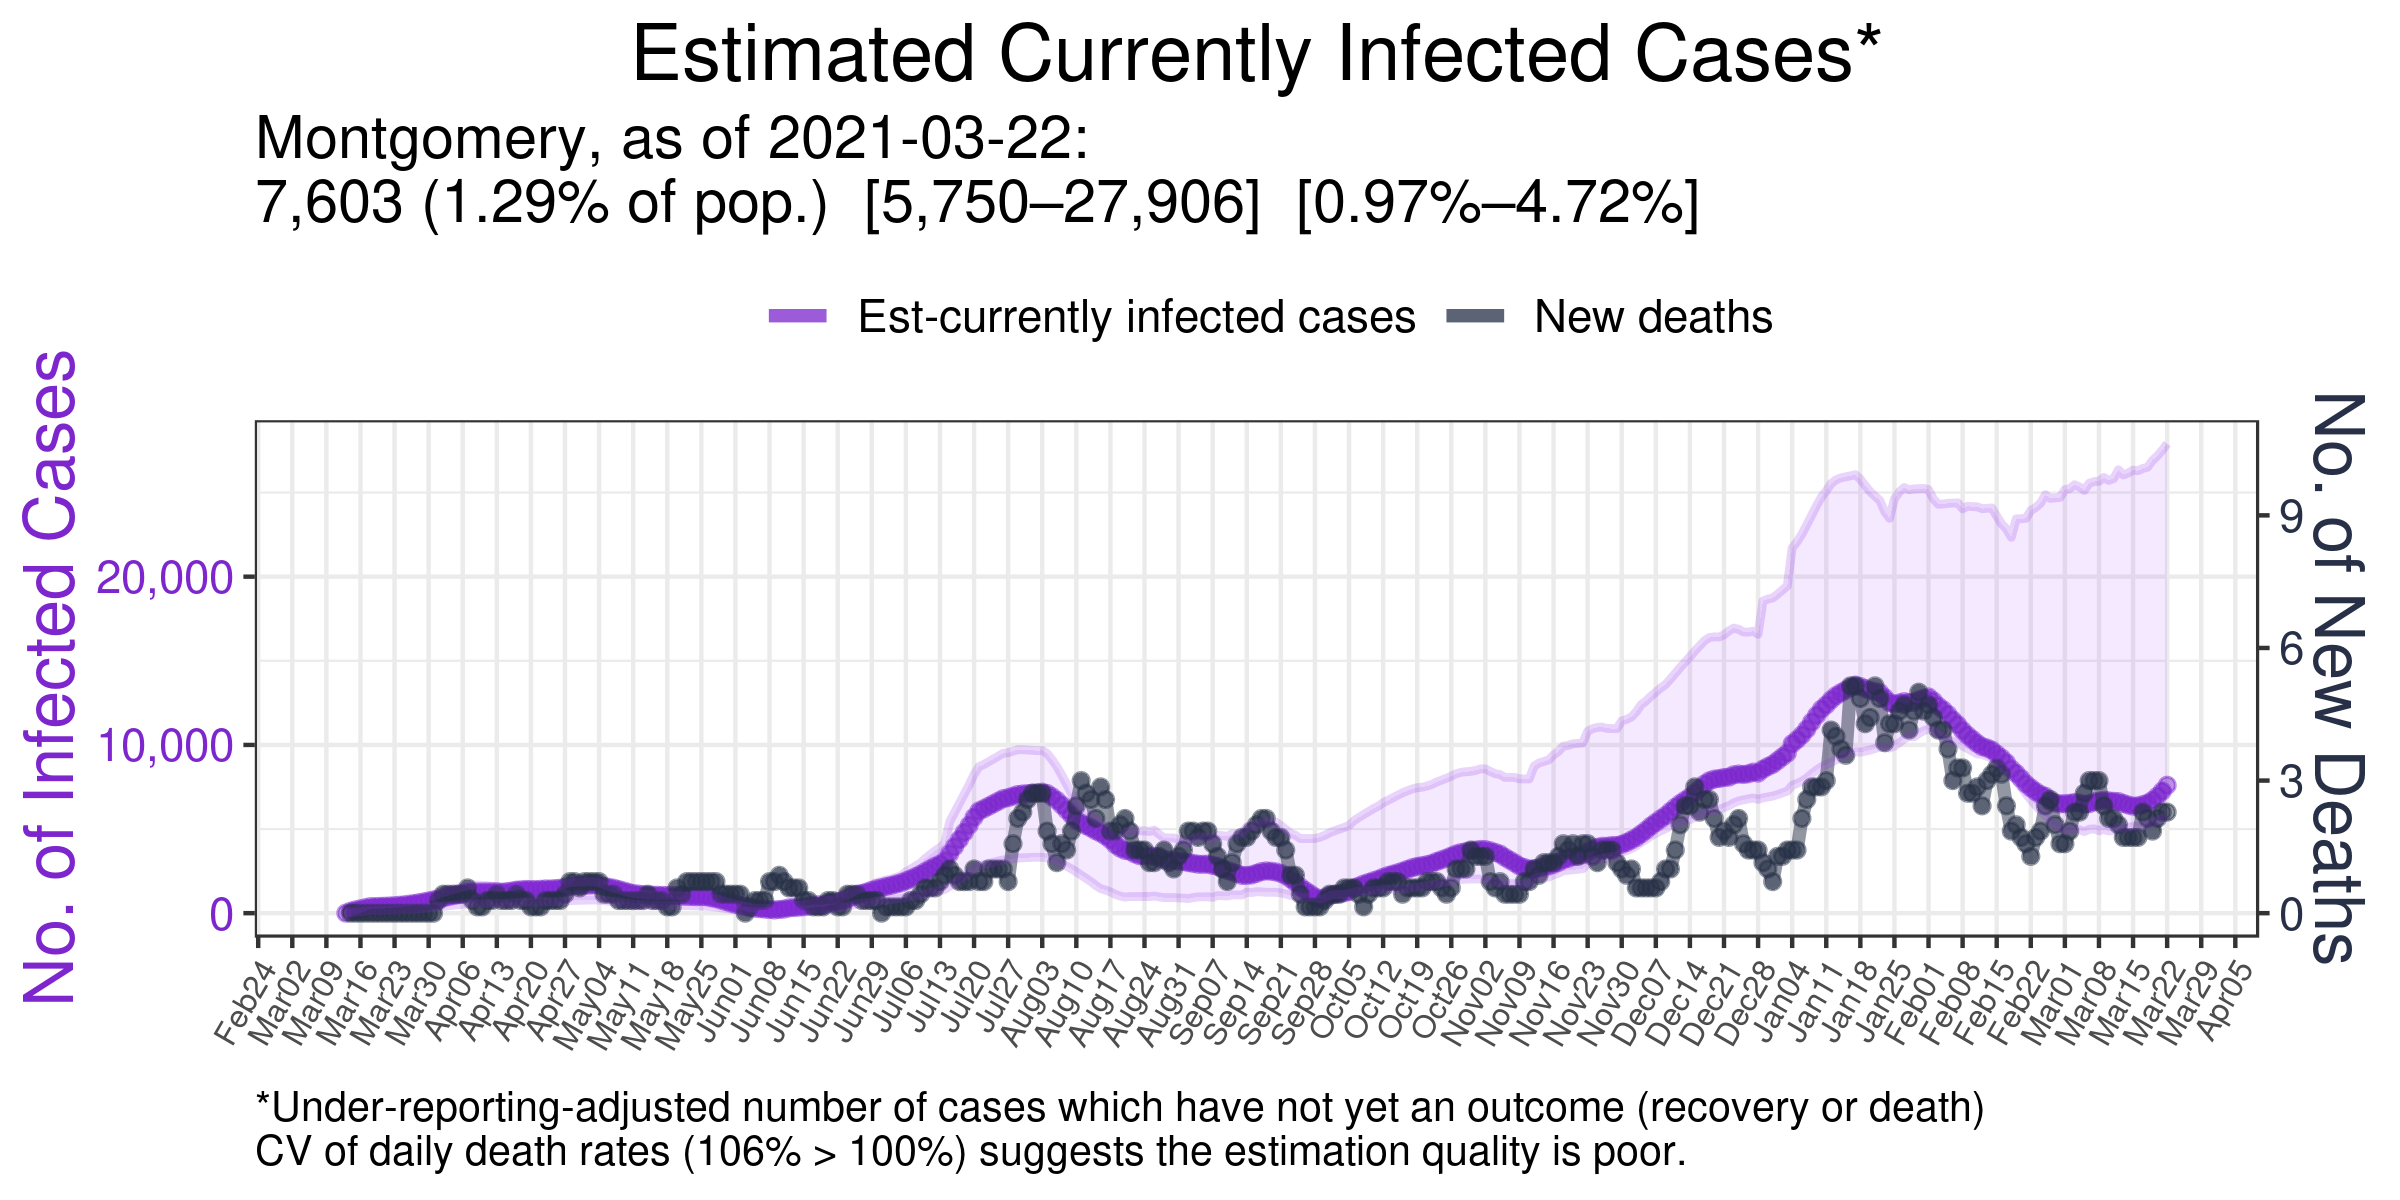 Estimated Currently Infected Cases*
Montgomery, as of 2021-03-22:
7,603 (1.29% of pop.) [5,750–27,906] [0.97%–4.72%]
Est-currently infected cases
New deaths
No. of Infected Cases
20,000
10,000
0
No. of New Deaths
9
6
3
0
Feb24
Mar02
Mar09
Mar16
Mar23
Mar30
Apr06
Apr13
Apr20
Apr27
May04
May11
May18
May25
Jun01
Jun08
Jun15
Jun22
Jun29
Jul06
Jul13
Jul20
Jul27
Aug03
Aug10
Aug17
Aug24
Aug31
Sep07
Sep14
Sep21
Sep28
Oct05
Oct12
Oct19
Oct26
Nov02
Nov09
Nov16
Nov23
Nov30
Dec07
Dec14
Dec21
Dec28
Jan04
Jan11
Jan18
Jan25
Feb01
Feb08
Feb15
Feb22
Mar01
Mar08
Mar15
Mar22
Mar29
Apr05
*Under-reporting-adjusted number of cases which have not yet an outcome (recovery or death)
CV of daily death rates (106% > 100%) suggests the estimation quality is poor.